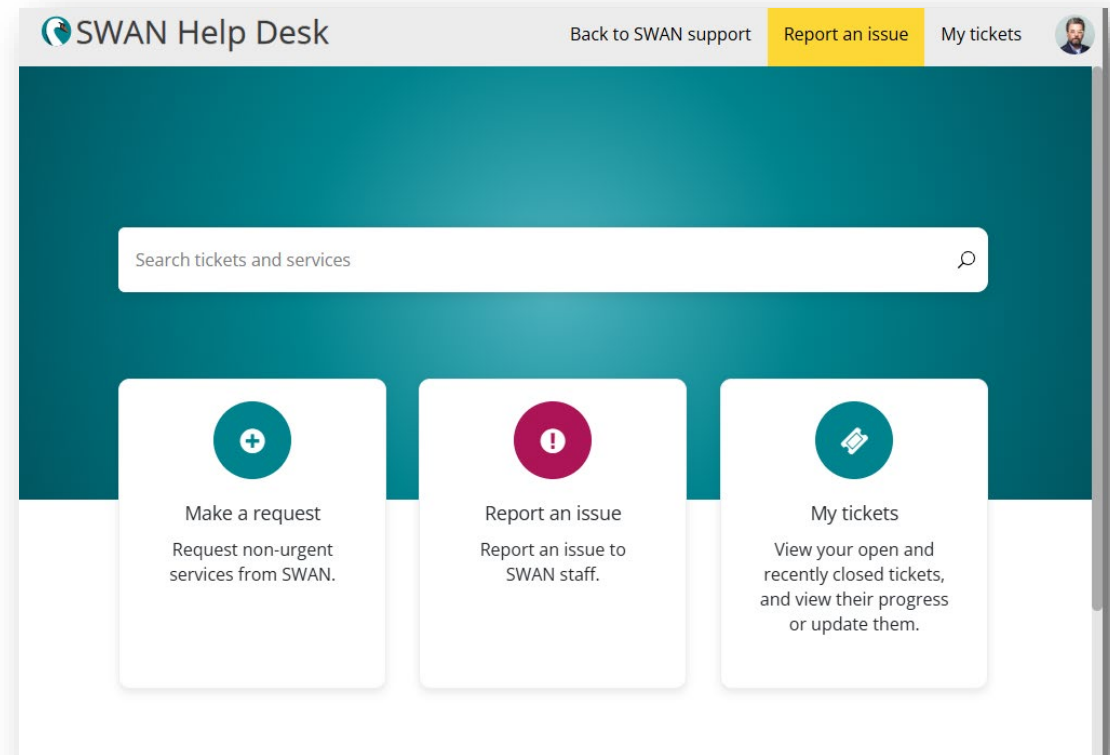 SWAN Help Desk
Back to SWAN support
Report an issue
My tickets
Search tickets and services
Make a request
Request non-urgent
services from SWAN.
Report an issue
Report an issue to
SWAN staff.
My tickets
View your open and
recently closed tickets,
and view their progress
or update them.